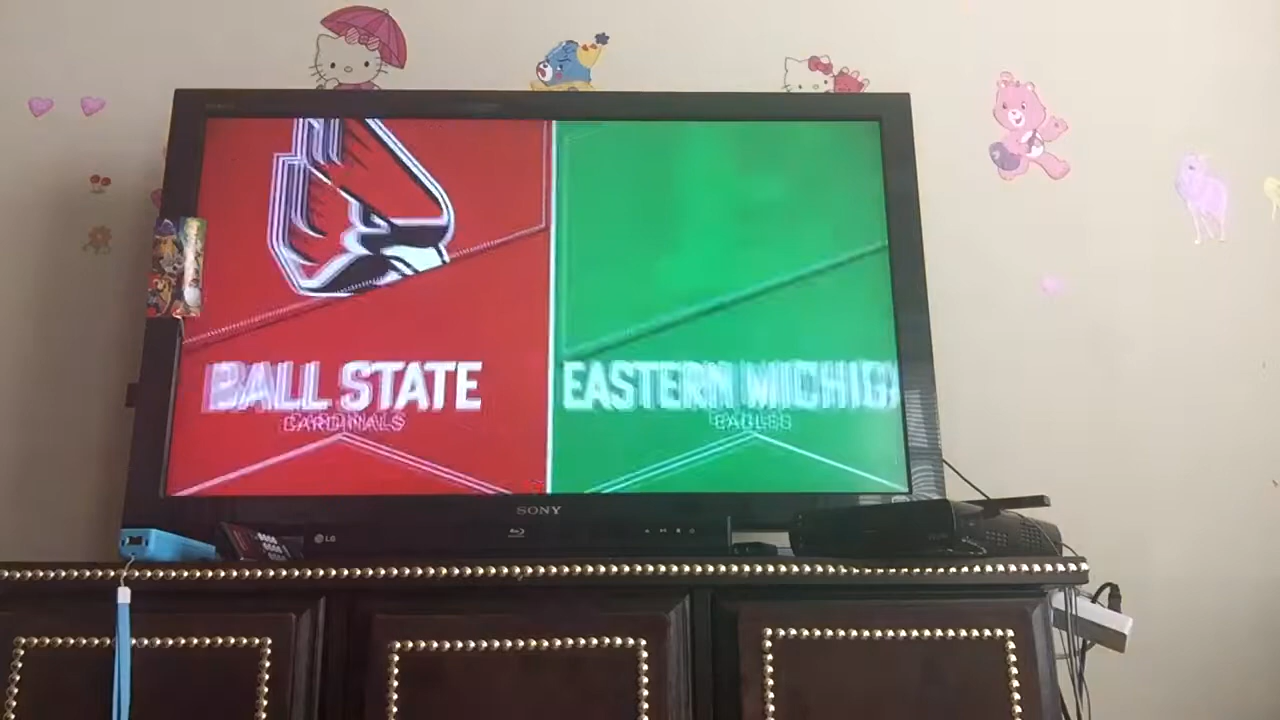 BALL STATE
CARDINALS
EASTERN MICHIG
EAGLES
SONY
LG